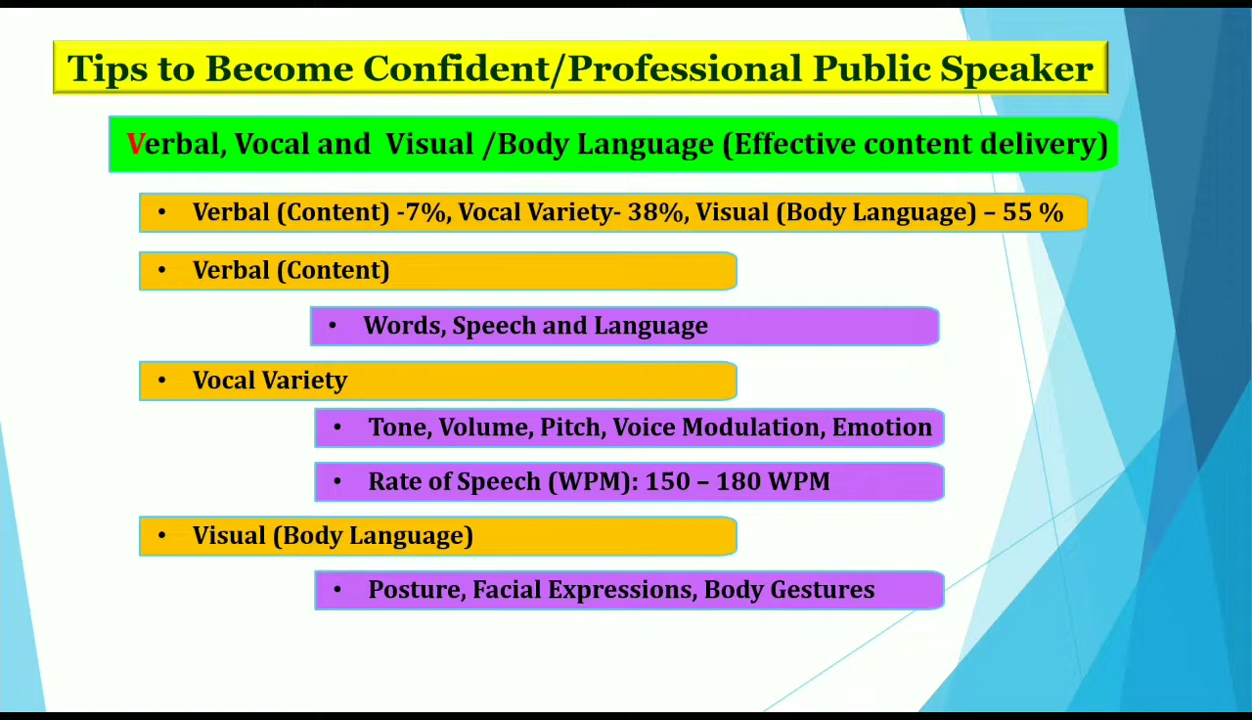 Tips to Become Confident/Professional Public Speaker
Verbal, Vocal and Visual /Body Language (Effective content delivery)
• Verbal (Content) -7%, Vocal Variety- 38%, Visual (Body Language) – 55 %
• Verbal (Content)
• Words, Speech and Language
• Vocal Variety
• Tone, Volume, Pitch, Voice Modulation, Emotion
• Rate of Speech (WPM): 150 – 180 WPM
• Visual (Body Language)
• Posture, Facial Expressions, Body Gestures